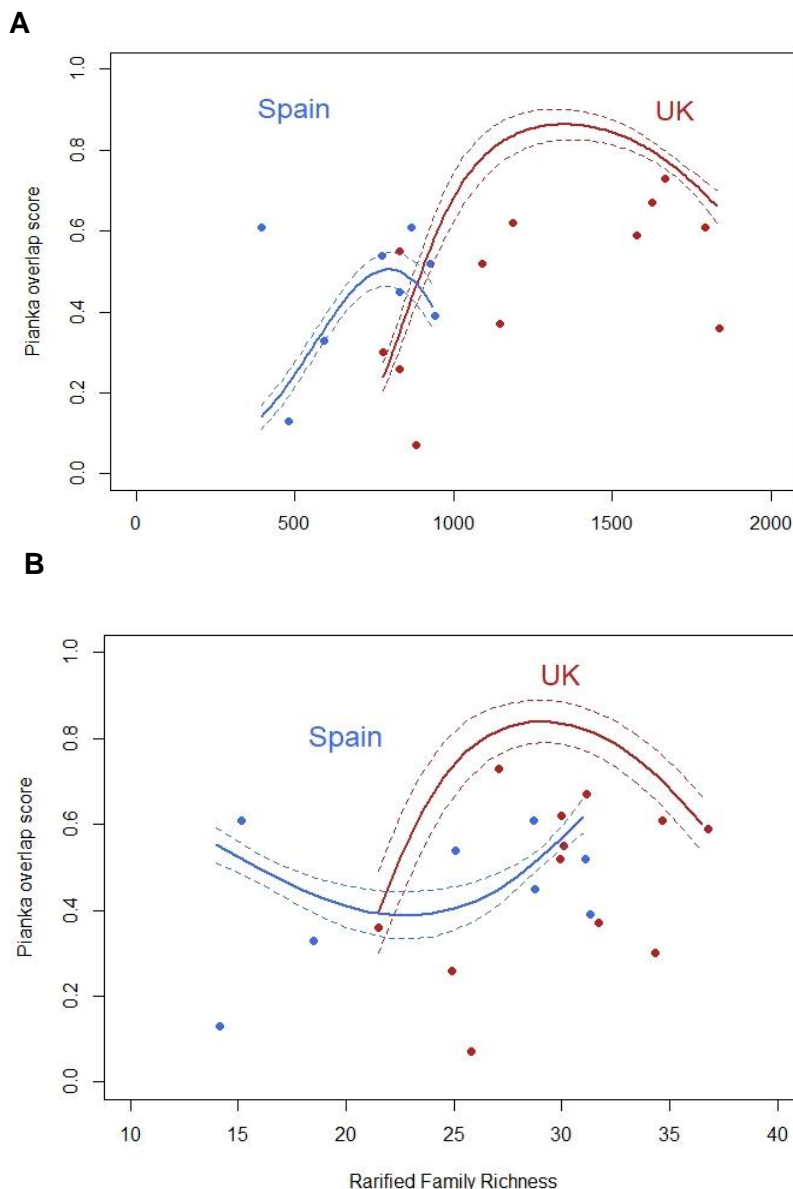 A
Spain
UK
Pianka overlap score
1.0
0.8
0.6
0.4
0.2
0.0
0 500 1000 1500 2000
B
UK
Spain
Pianka overlap score
1.0
0.8
0.6
0.4
0.2
0.0
10 15 20 25 30 35 40
Rarified Family Richness